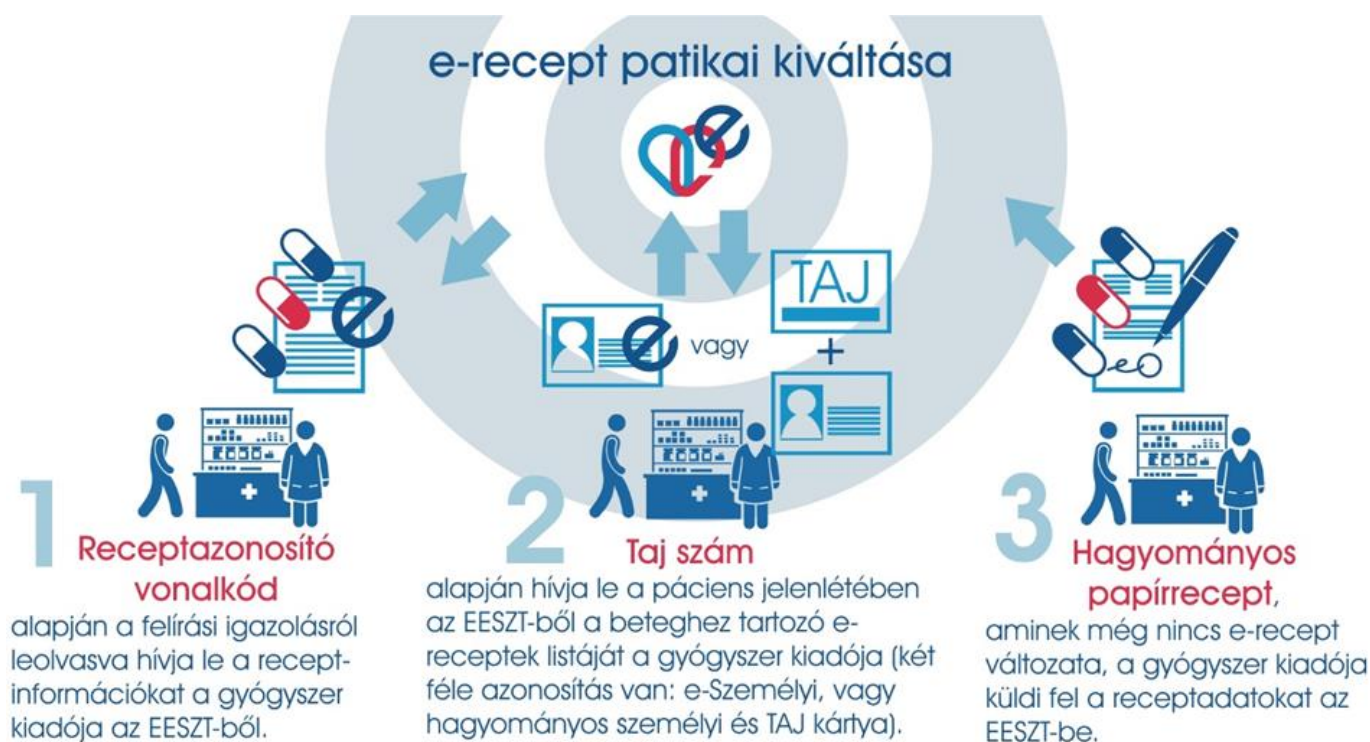 e-recept patikai kiváltása
e
e
e
vagy
TAJ
+
1
Receptazonosító
vonalkód
alapján a felírási igazolásról
leolvasva hívja le a recept-
információkat a gyógyszer
kiadója az EESZT-ből.
2
Taj szám
alapján hívja le a páciens jelenlétében
az EESZT-ből a beteghez tartozó e-
receptek listáját a gyógyszer kiadója (két
féle azonosítás van: e-Személyi, vagy
hagyományos személyi és TAJ kártya).
3
Hagyományos
papírrecept,
aminek még nincs e-recept
változata, a gyógyszer kiadója
küldi fel a receptadatokat az
EESZT-be.